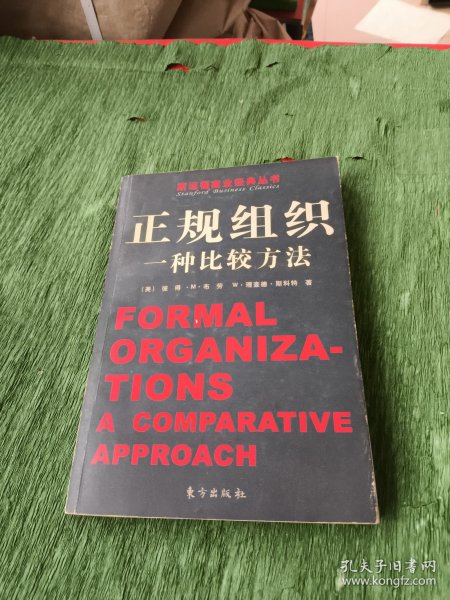 斯坦福商业经典丛书
Stanford Business Classics
正规组织
一种比较方法
〔美〕彼得·M·布劳 W·理查德·斯科特 著
FORMAL
ORGANIZA-
TIONS
A COMPARATIVE
APPROACH
东方出版社
孔夫子旧书网
www.kongfz.com